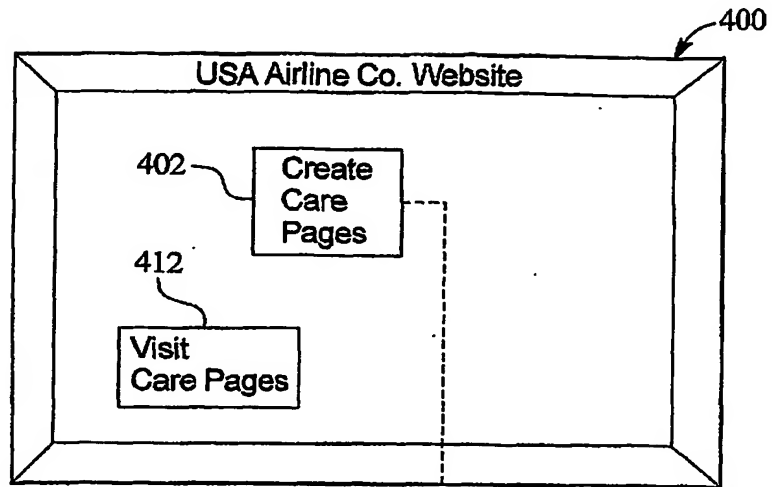 400
USA Airline Co. Website
402
Create
Care
Pages
412
Visit
Care Pages